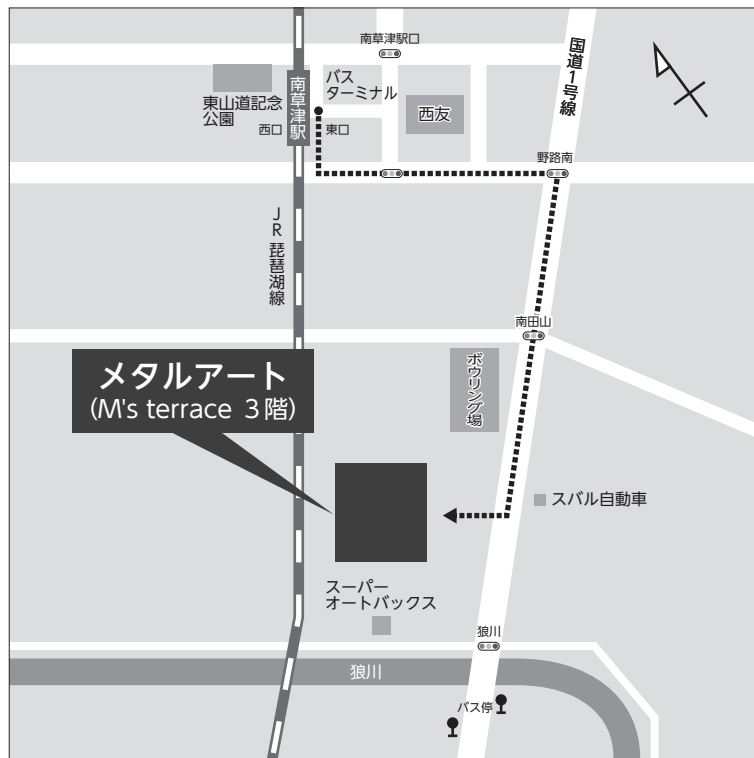 南草津駅口
国道1号線
バス
ターミナル
東山道記念
公園
南草津駅
西口
東口
西友
野路南
JR琵琶湖線
南田山
ボウリング場
メタルアート
(M's terrace 3階)
スバル自動車
スーパー
オートバックス
狼川
狼川
バス停